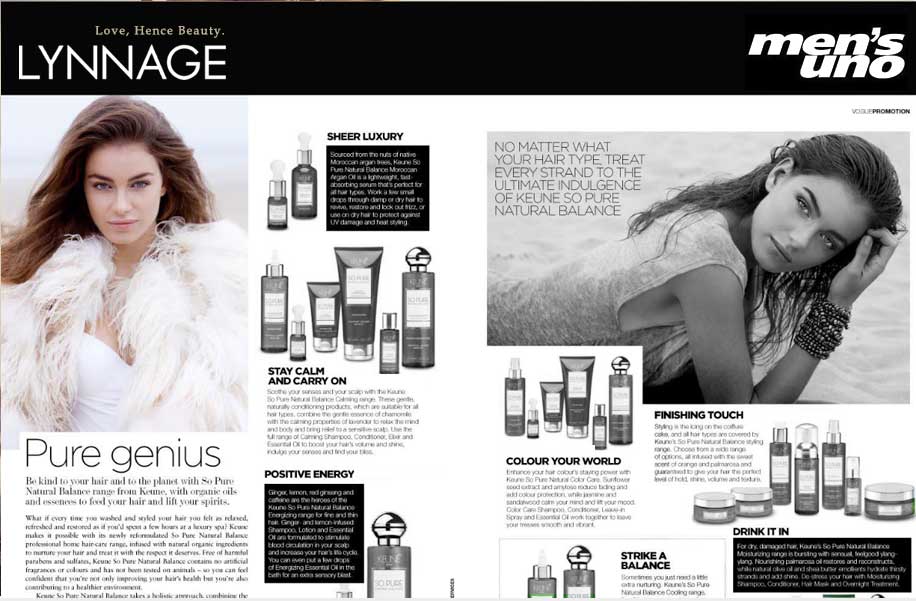 Love, Hence Beauty.
LYNNAGE
men's
uno
VOGUEPROMOTION
Pure genius
Be kind to your hair and to the planet with So Pure
Natural Balance range from Keune, with organic oils
and essences to feed your hair and lift your spirits.
What if every time you washed and styled your hair you felt as relaxed,
refreshed and restored as if you'd spent a few hours at a luxury spa? Keune
makes it possible with its newly reformulated So Pure Natural Balance
professional home hair-care range, infused with natural organic ingredients
to nurture your hair and treat it with the respect it deserves. Free of harmful
parabens and sulfates, Keune So Pure Natural Balance contains no artificial
fragrances or colours and has not been tested on animals – so you can feel
confident that you're not only improving your hair's health but you're also
contributing to a healthier environment.
Keune So Pure Natural Balance takes a holistic approach, combining the
SHEER LUXURY
Sourced from the nuts of native
Moroccan argan trees, Keune So
Pure Natural Balance Moroccan
Argan Oil is a lightweight, fast-
absorbing serum that's perfect for
all hair types. Work a few small
drops through damp or dry hair to
revive, restore and lock out frizz, or
use on dry hair to protect against
UV damage and heat styling.
STAY CALM
AND CARRY ON
Soothe your senses and your scalp with the Keune
So Pure Natural Balance Calming range. These gentle,
naturally conditioning products, which are suitable for all
hair types, combine the gentle essence of chamomile
with the calming properties of lavender to relax the mind
and body and bring relief to a sensitive scalp. Use the
full range of Calming Shampoo, Conditioner, Elixir and
Essential Oil to boost your hair's volume and shine,
indulge your senses and find your bliss.
POSITIVE ENERGY
Ginger, lemon, red ginseng and
caffeine are the heroes of the
Keune So Pure Natural Balance
Energizing range for fine and thin
hair. Ginger- and lemon-infused
Shampoo, Lotion and Essential
Oil are formulated to stimulate
blood circulation in your scalp
and increase your hair's life cycle.
You can even put a few drops
of Energizing Essential Oil in the
bath for an extra sensory blast.
NO MATTER WHAT
YOUR HAIR TYPE, TREAT
EVERY STRAND TO THE
ULTIMATE INDULGENCE
OF KEUNE SO PURE
NATURAL BALANCE
COLOUR YOUR WORLD
Enhance your hair colour's staying power with
Keune So Pure Natural Color Care. Sunflower
seed extract and amylose reduce fading and
add colour protection, while jasmine and
sandalwood calm your mind and lift your mood.
Color Care Shampoo, Conditioner, Leave-in
Spray and Essential Oil work together to leave
your tresses smooth and vibrant.
FINISHING TOUCH
Styling is the icing on the coiffure
cake, and all hair types are covered by
Keune's So Pure Natural Balance styling
range. Choose from a wide range
of options, all infused with the sweet
scent of orange and palmarosa and
guaranteed to give your hair the perfect
level of hold, shine, volume and texture.
DRINK IT IN
For dry, damaged hair, Keune's So Pure Natural Balance
Moisturizing range is bursting with sensual, feelgood ylang-
ylang. Nourishing palmarosa oil restores and reconstructs,
while natural olive oil and shea butter emollients hydrate thirsty
strands and add shine. De-stress your hair with Moisturizing
Shampoo, Conditioner, Hair Mask and Overnight Treatment.
STRIKE A
BALANCE
Sometimes you just need a little
extra nurturing. Keune's So Pure
Natural Balance Cooling range.
KEUNE
SO PURE